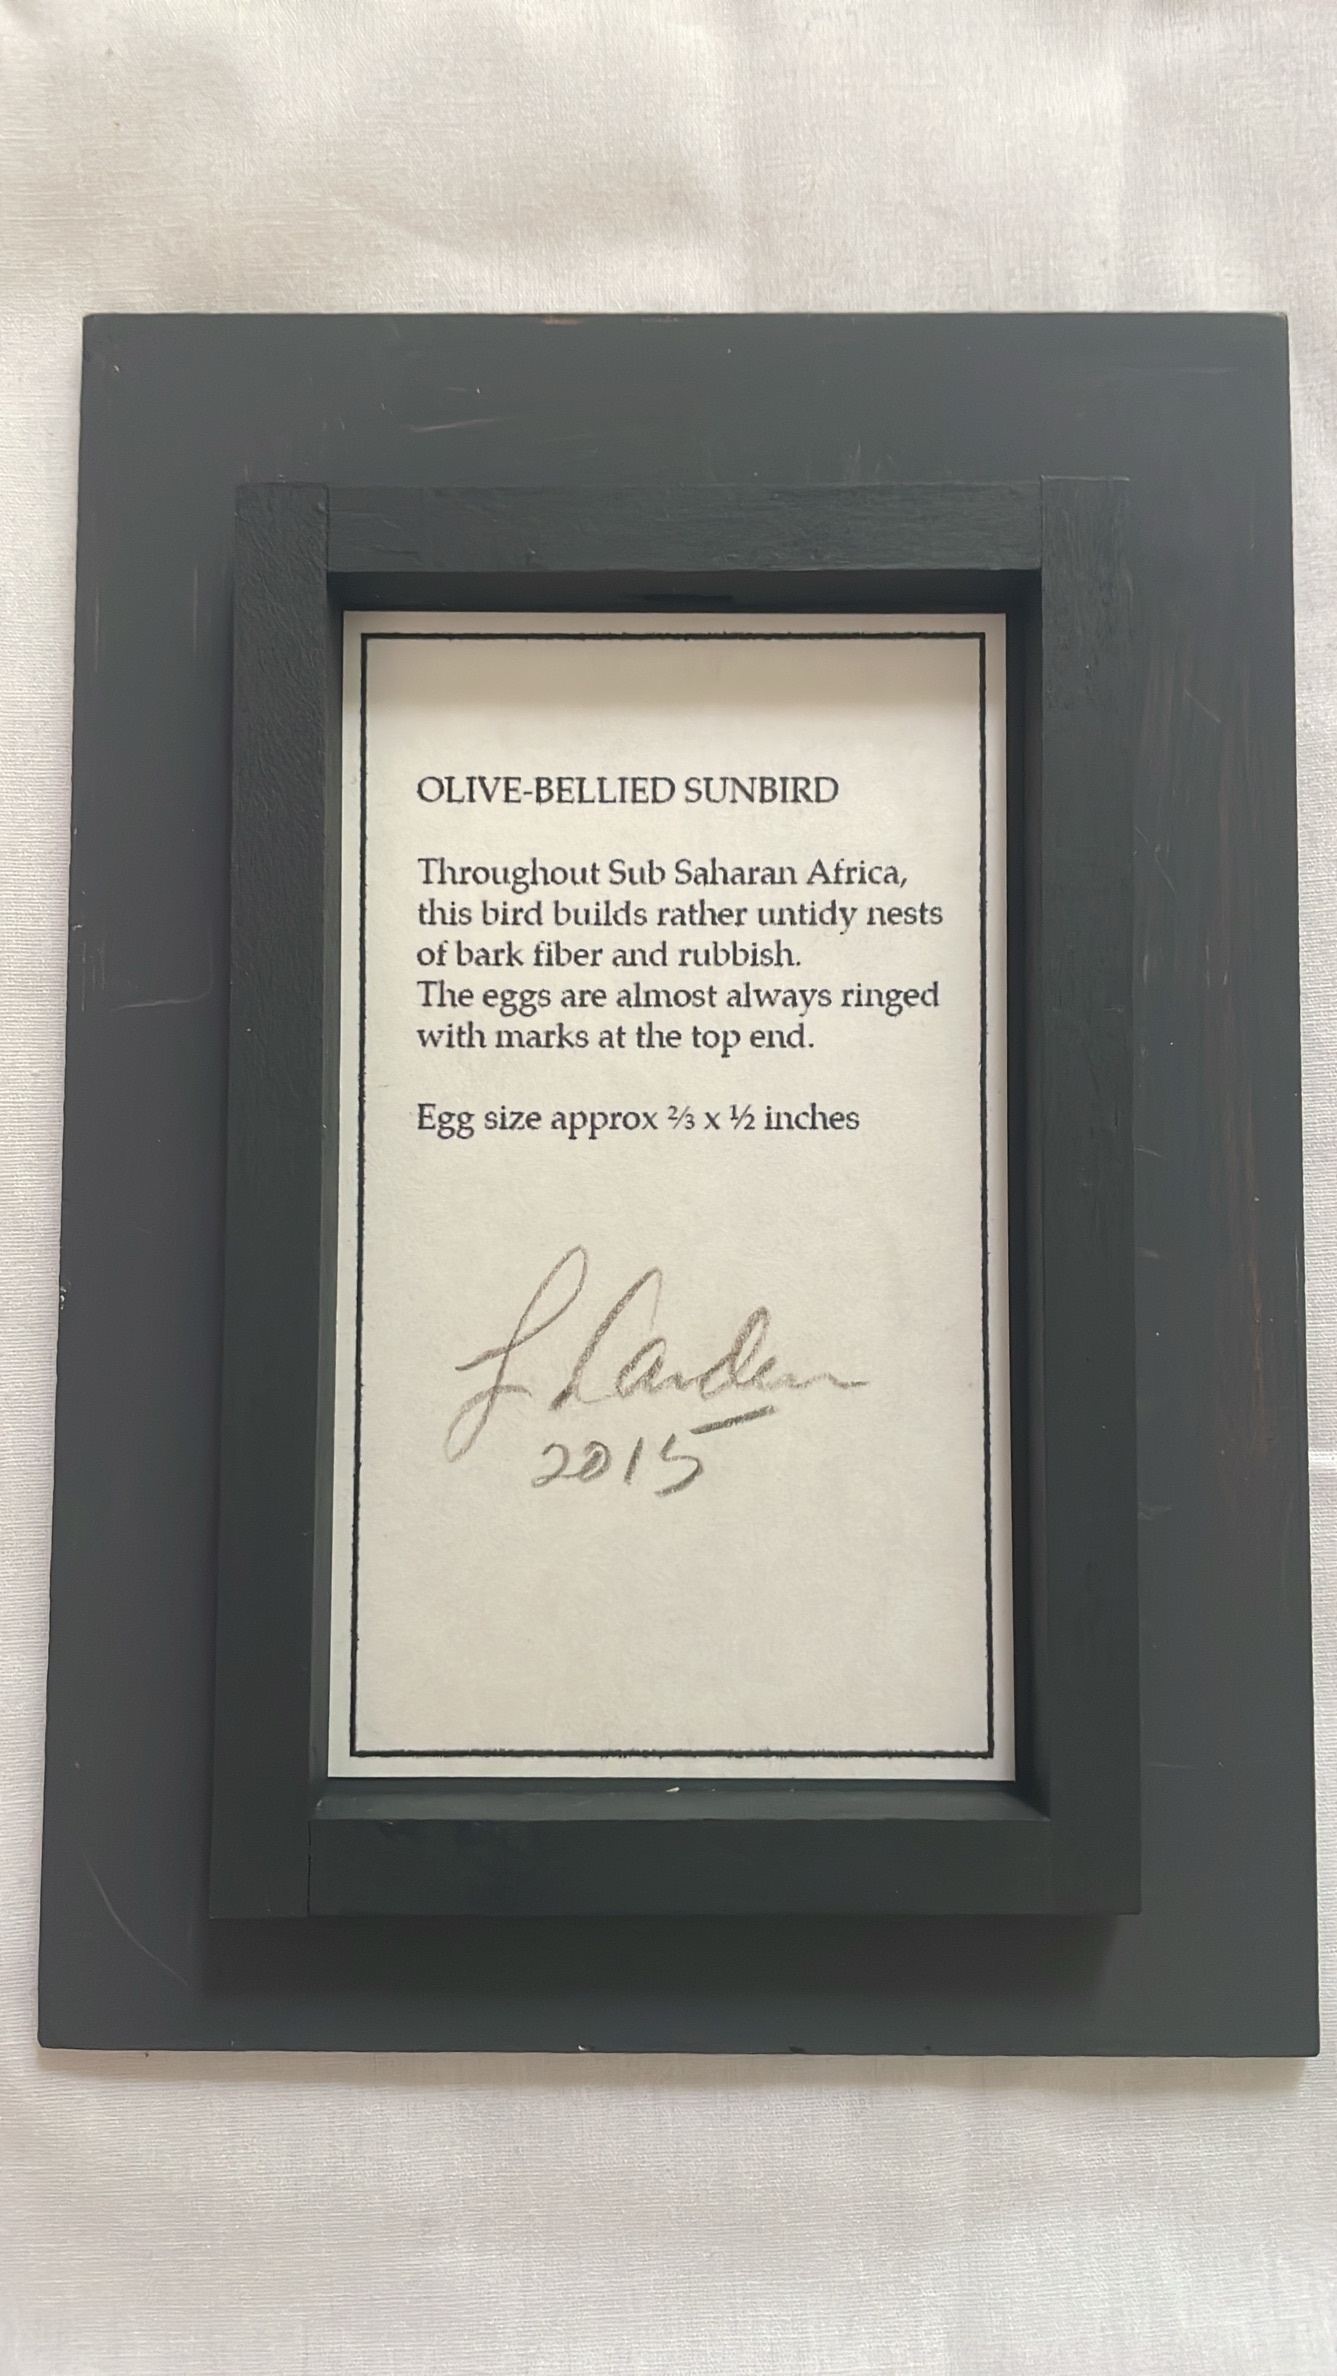 OLIVE-BELLIED SUNBIRD
Throughout Sub Saharan Africa,
this bird builds rather untidy nests
of bark fiber and rubbish.
The eggs are almost always ringed
with marks at the top end.
Egg size approx ⅔ x ½ inches
2015